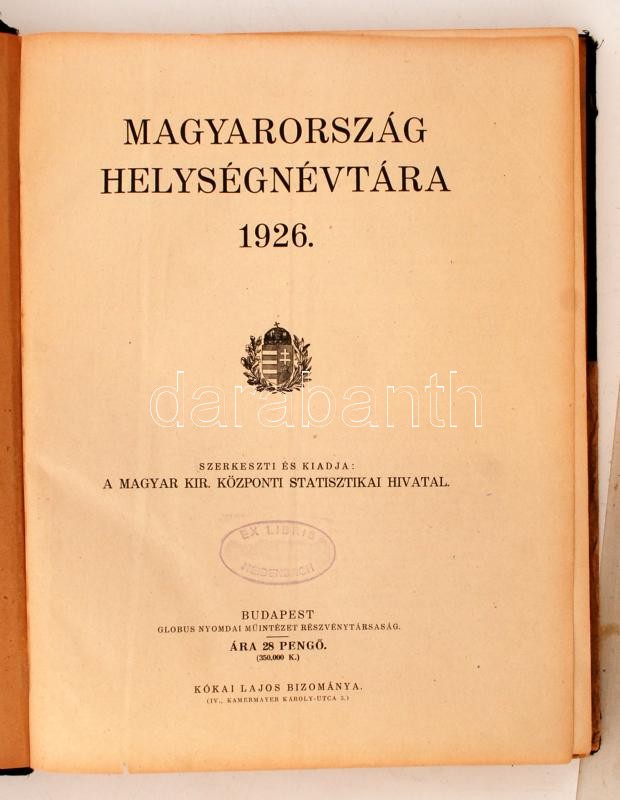 MAGYARORSZÁG
HELYSÉGNÉVTÁRA
1926.
darabanth
SZERKESZTI ÉS KIADJA:
A MAGYAR KIR. KÖZPONTI STATISZTIKAI HIVATAL.
EX LIBRIS
BUDAPEST
GLOBUS NYOMDAI MŰINTÉZET RÉSZVÉNYTÁRSASÁG.
ÁRA 28 PENGŐ.
(350,000 K.)
KÓKAI LAJOS BIZOMÁNYA.
(IV., KAMERMAYER KÁROLY-UTCA 3.)